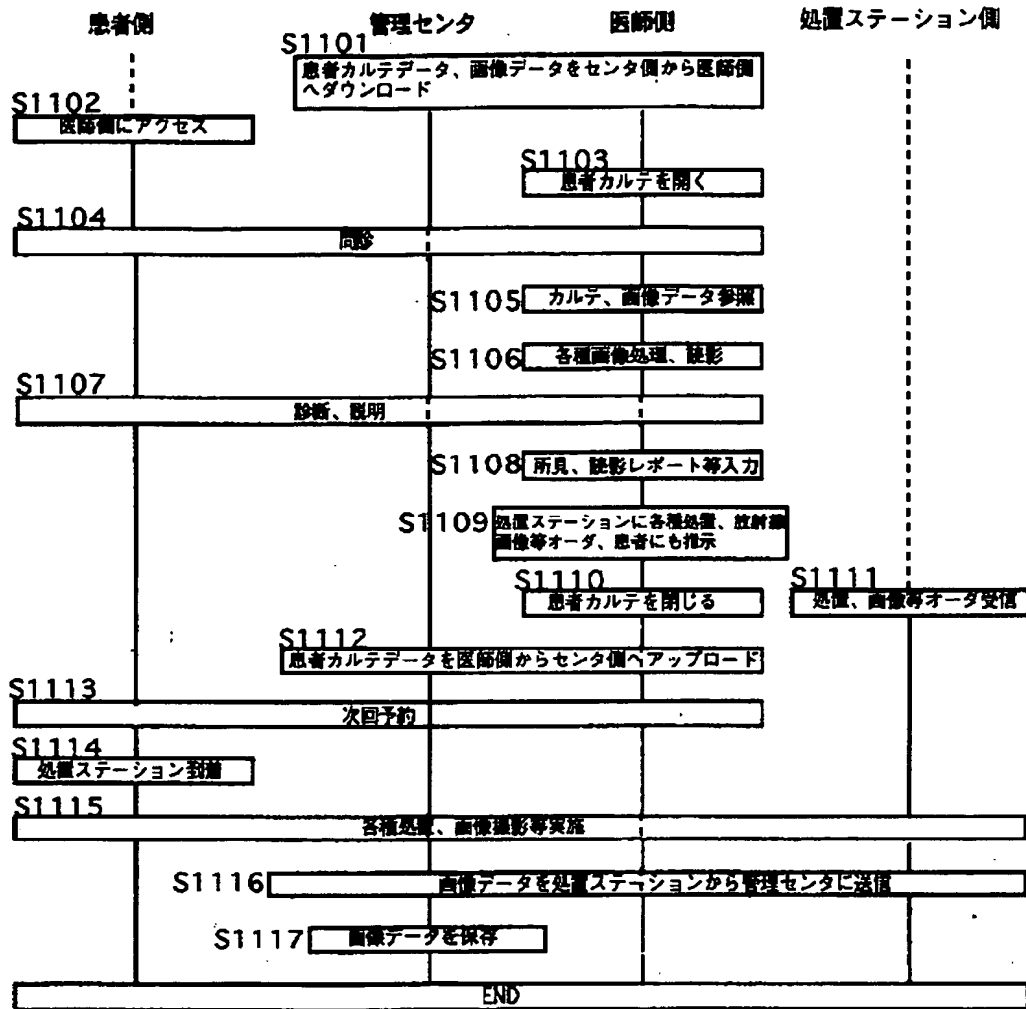 患者側
管理センタ
医師側
処置ステーション側
S1101
患者カルテデータ、画像データをセンタ側から医師側
へダウンロード
S1102
医師側にアクセス
S1103
患者カルテを開く
S1104
問診
S1105
カルテ、画像データ参照
S1106
各種画像処理、読影
S1107
診断、説明
S1108
所見、読影レポート等入力
S1109
処置ステーションに各種処置、放射線
画像等オーダ、患者にも指示
S1110
患者カルテを閉じる
S1111
処置、画像等オーダ受信
S1112
患者カルテデータを医師側からセンタ側へアップロード
S1113
次回予約
S1114
処置ステーション到着
S1115
各種処置、画像撮影等実施
S1116
画像データを処置ステーションから管理センタに送信
S1117
画像データを保存
END